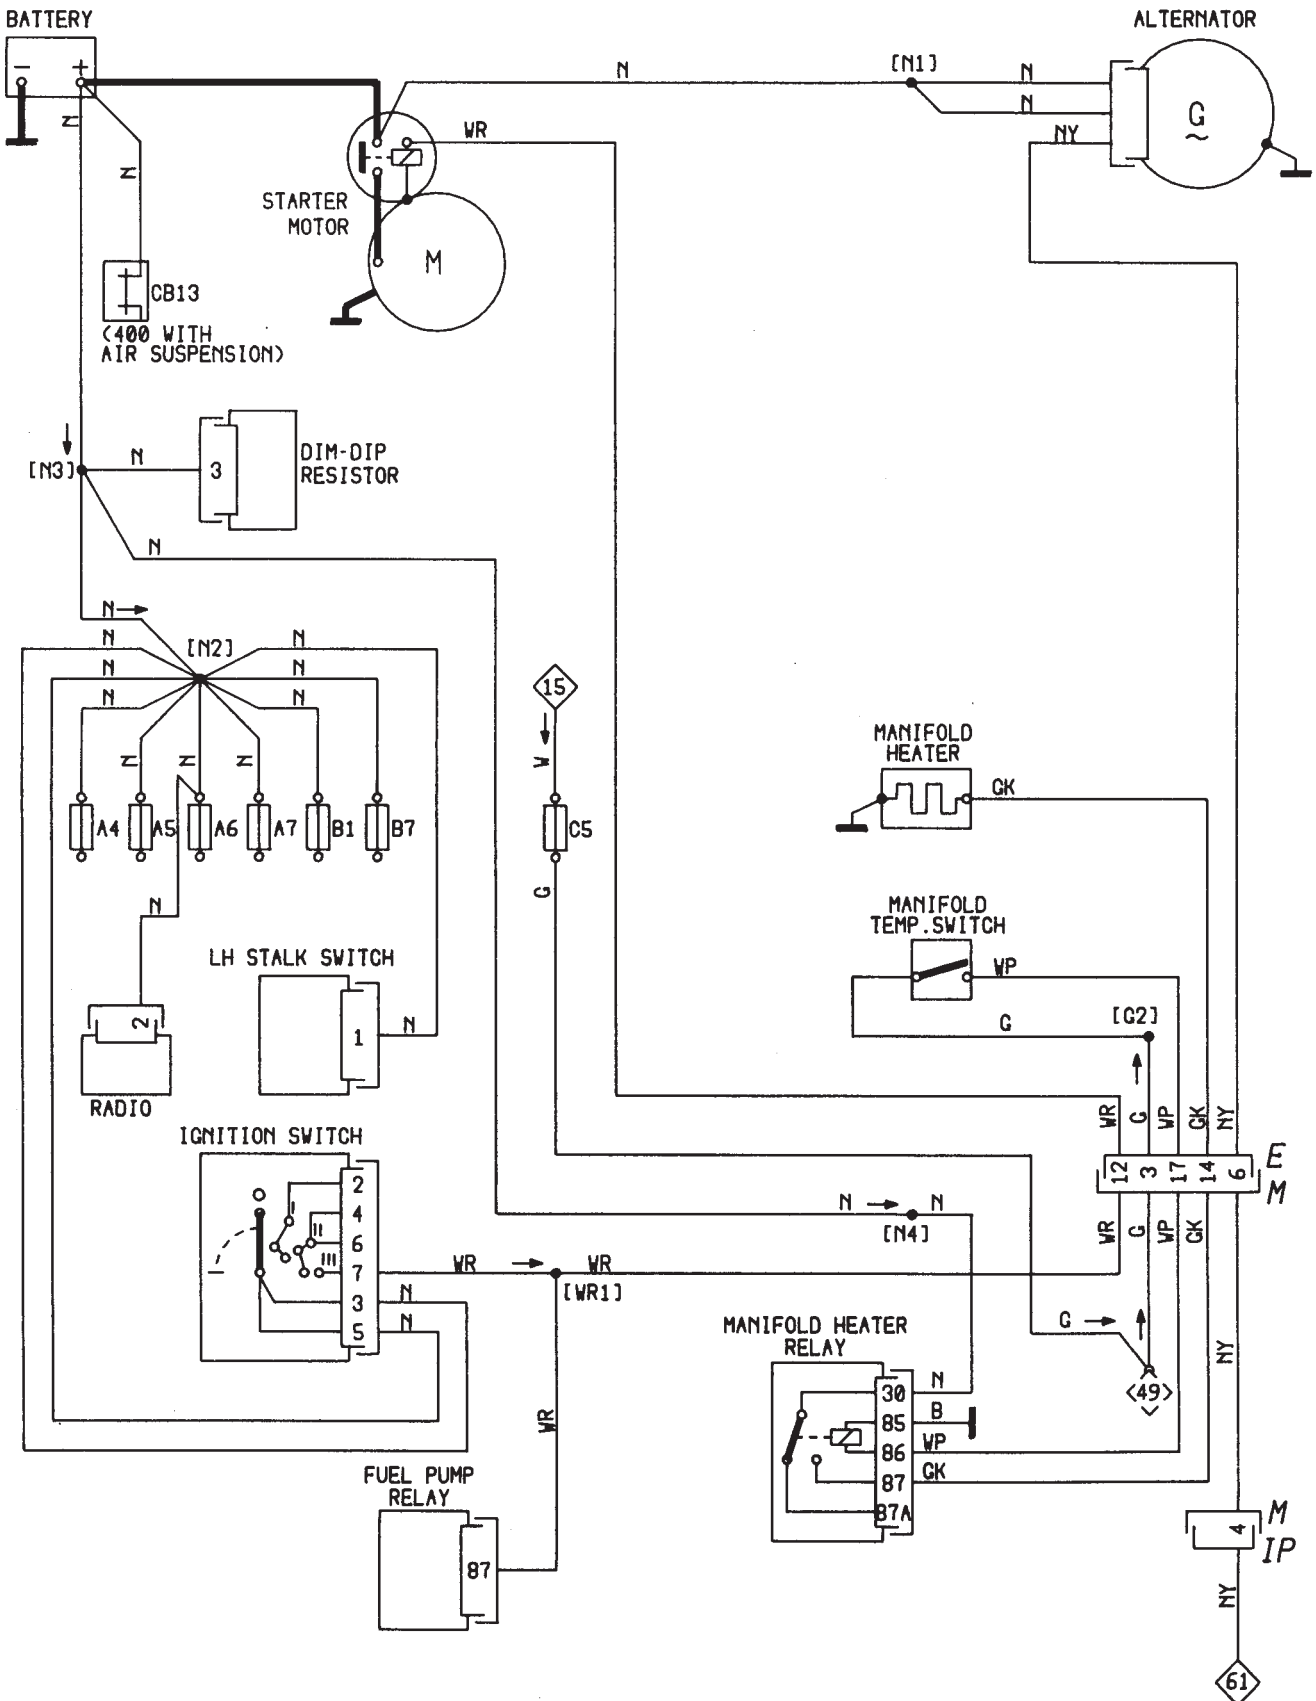 BATTERY
ALTERNATOR
- +
N
[N1]
N
N
N
WR
NY
G
~
N
STARTER
MOTOR
M
CB13
(400 WITH
AIR SUSPENSION)
[N3]
N
3
DIM-DIP
RESISTOR
N
N
N
[N2]
N
N
N
N
N
N
N
15
W
MANIFOLD
HEATER
GK
A4
A5
A6
A7
B1
B7
C5
G
N
MANIFOLD
TEMP.SWITCH
WP
LH STALK SWITCH
G
[G2]
2
1
N
RADIO
WR
G
WP
GK
NY
IGNITION SWITCH
12
3
17
14
6
E
M
2
I
4
II
6
III
7
3
5
WR
N
N
N
N
[N4]
WR
[WR1]
WR
G
WP
GK
G
MANIFOLD HEATER
RELAY
NY
30
N
85
B
86
WP
87
GK
87A
<49>
WR
FUEL PUMP
RELAY
87
4
M
IP
NY
61